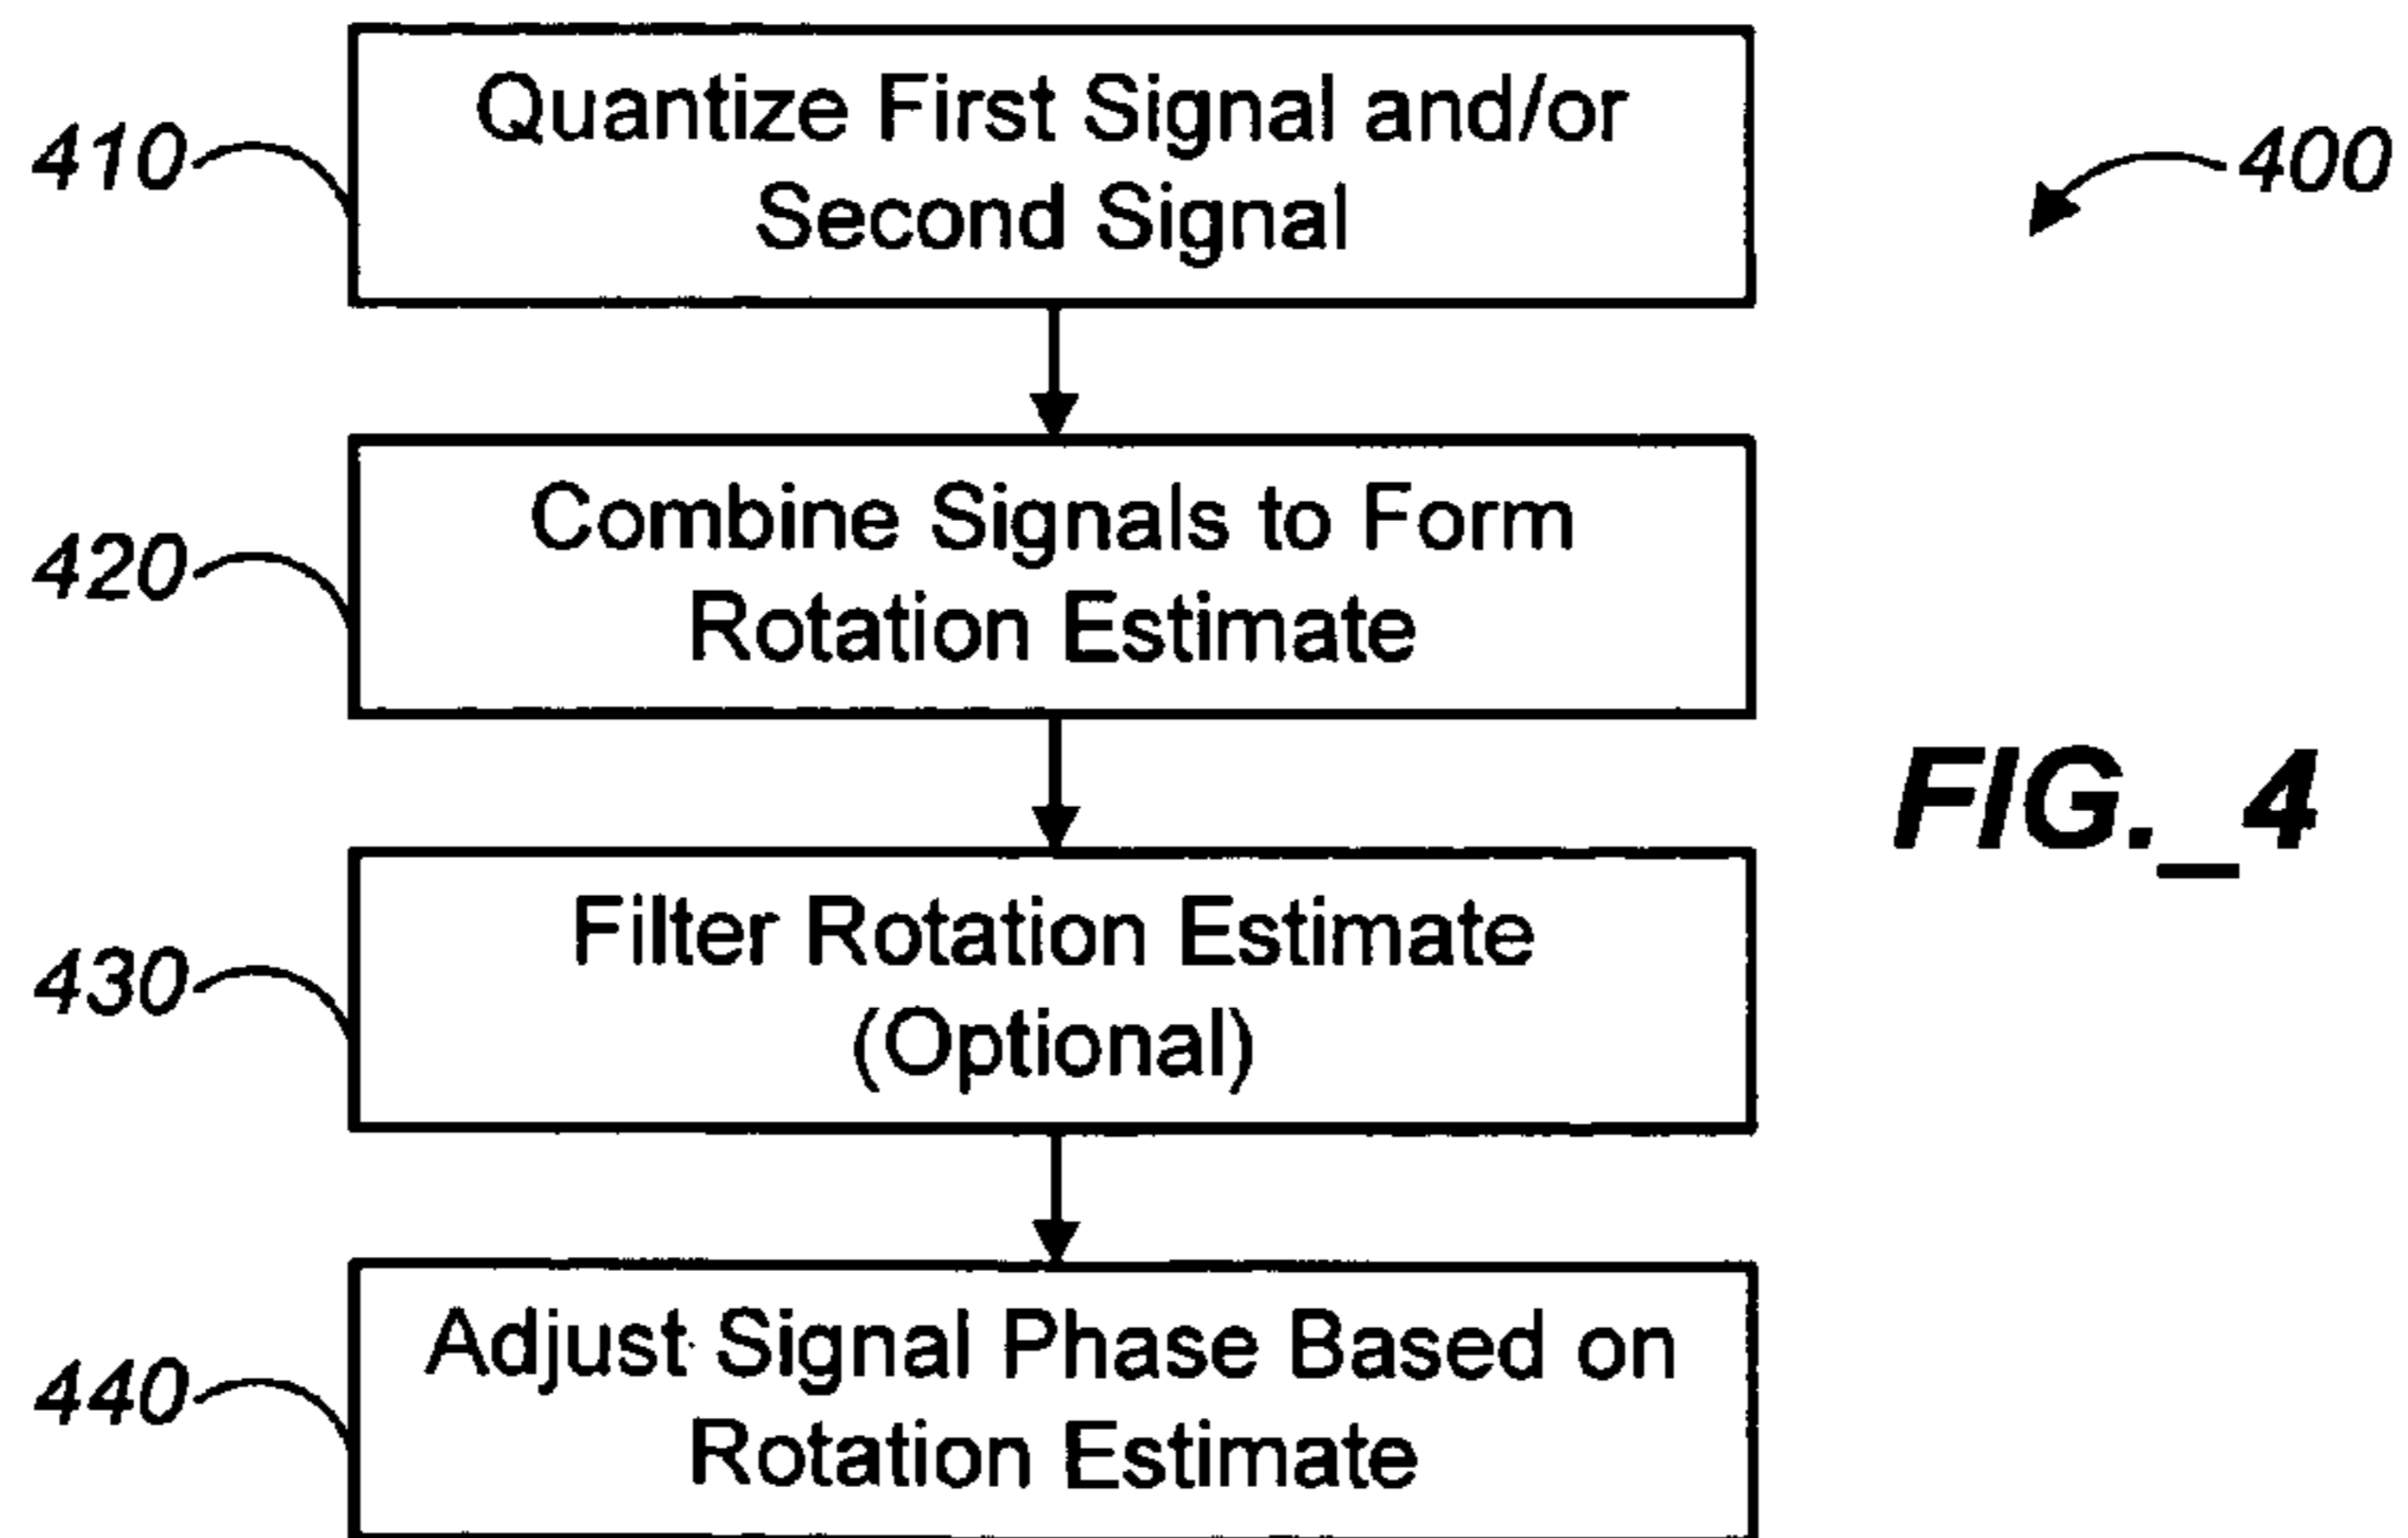 410
Quantize First Signal and/or
Second Signal
400
420
Combine Signals to Form
Rotation Estimate
FIG._4
430
Filter Rotation Estimate
(Optional)
440
Adjust Signal Phase Based on
Rotation Estimate